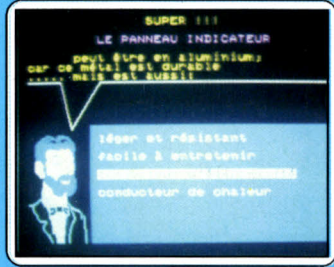 SUPER !!!
LE PANNEAU INDICATEUR
peut être en aluminium;
car ce métal est durable
..... mais est aussi:
léger et résistant
facile à entretenir
conducteur de chaleur